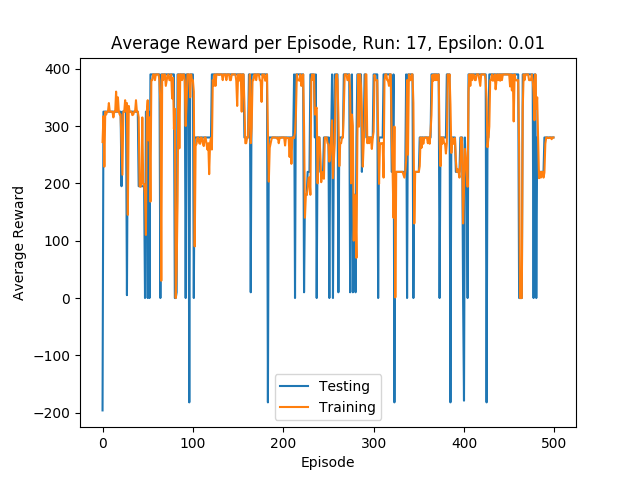 Average Reward per Episode, Run: 17, Epsilon: 0.01
400
300
200
100
0
−100
−200
Average Reward
0
100
200
300
400
500
Episode
Testing
Training